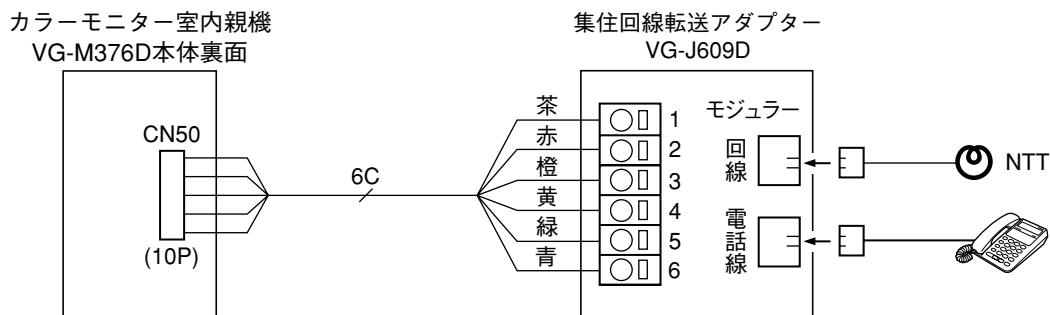 カラーモニター室内親機
VG-M376D本体裏面
集住回線転送アダプター
VG-J609D
CN50
(10P)
6C
茶
赤
橙
黄
緑
青
1
2
3
4
5
6
モジュラー
回線
電話線
NTT